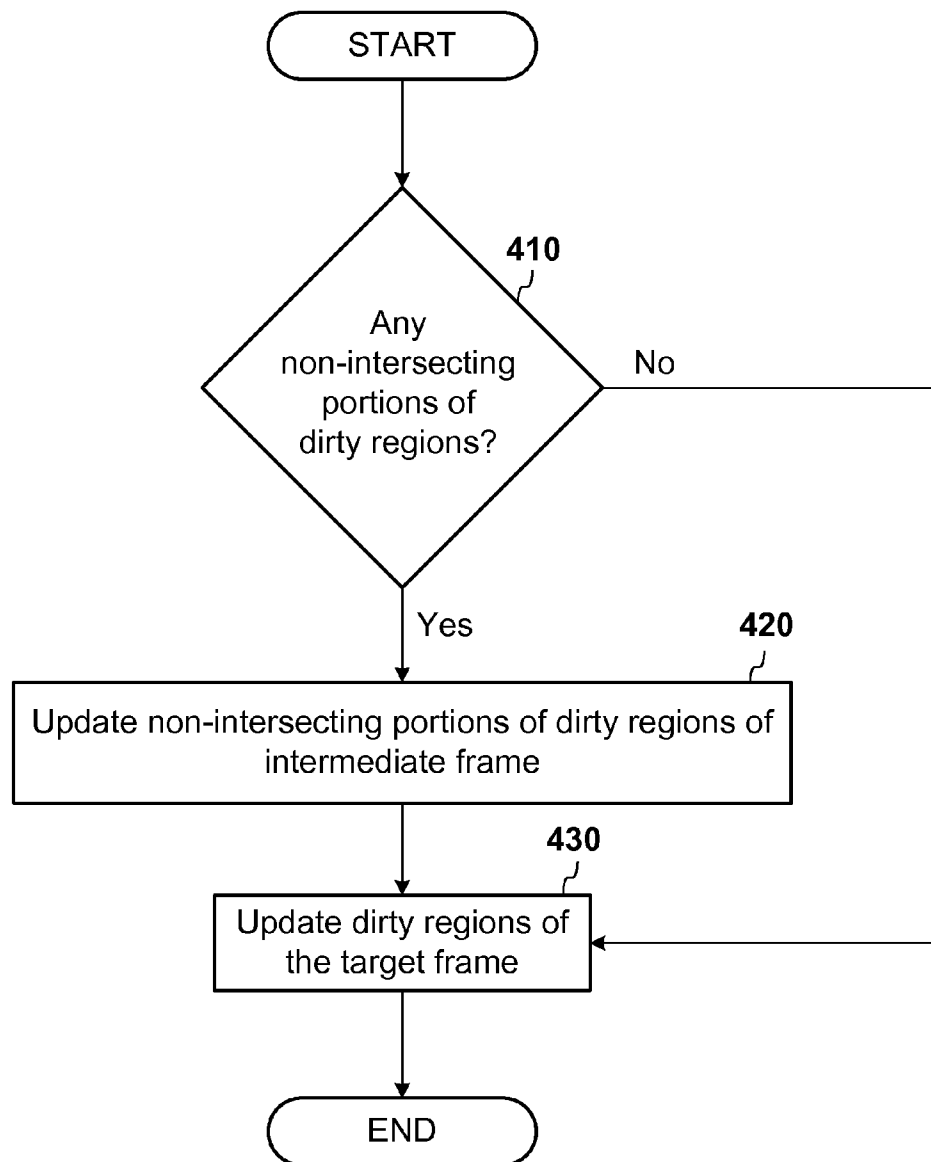 START
410
Any
non-intersecting
portions of
dirty regions?
No
Yes
420
Update non-intersecting portions of dirty regions of
intermediate frame
430
Update dirty regions of
the target frame
END